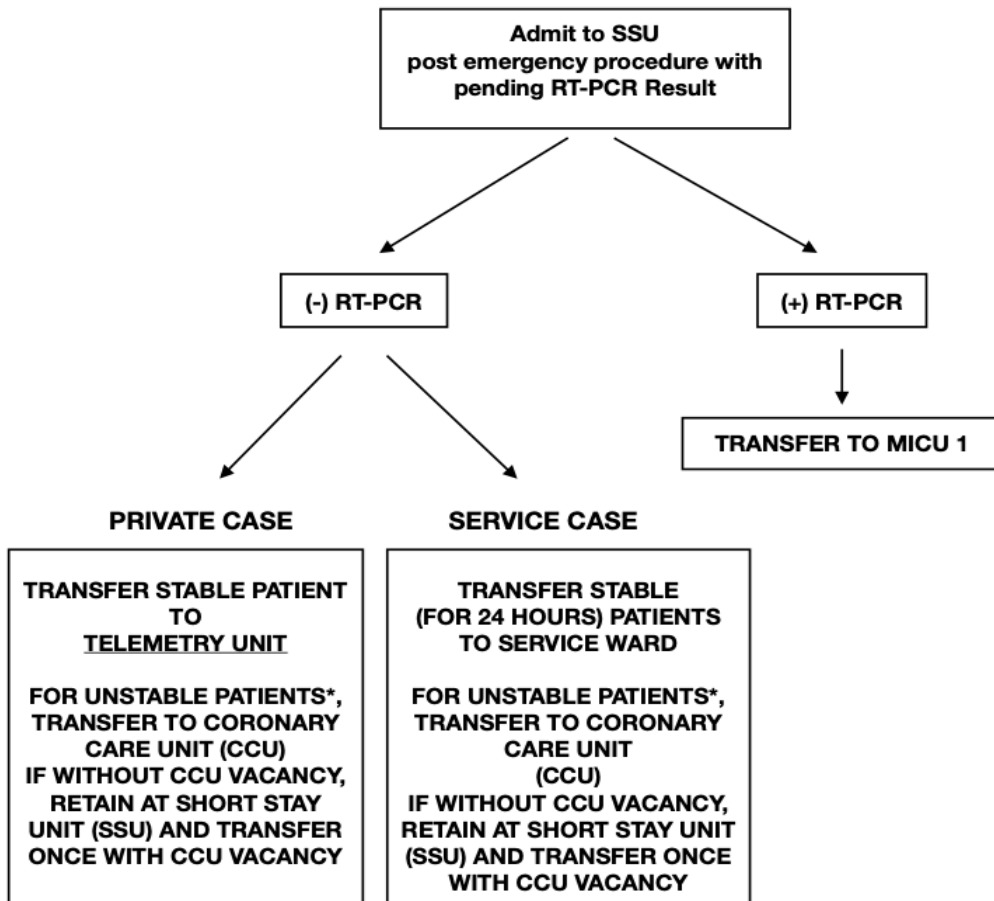 Admit to SSU
post emergency procedure with
pending RT-PCR Result
(-) RT-PCR
(+) RT-PCR
TRANSFER TO MICU 1
PRIVATE CASE
TRANSFER STABLE PATIENT
TO
TELEMETRY UNIT
FOR UNSTABLE PATIENTS*,
TRANSFER TO CORONARY
CARE UNIT (CCU)
IF WITHOUT CCU VACANCY,
RETAIN AT SHORT STAY
UNIT (SSU) AND TRANSFER
ONCE WITH CCU VACANCY
SERVICE CASE
TRANSFER STABLE
(FOR 24 HOURS) PATIENTS
TO SERVICE WARD
FOR UNSTABLE PATIENTS*,
TRANSFER TO CORONARY
CARE UNIT
(CCU)
IF WITHOUT CCU VACANCY,
RETAIN AT SHORT STAY UNIT
(SSU) AND TRANSFER ONCE
WITH CCU VACANCY